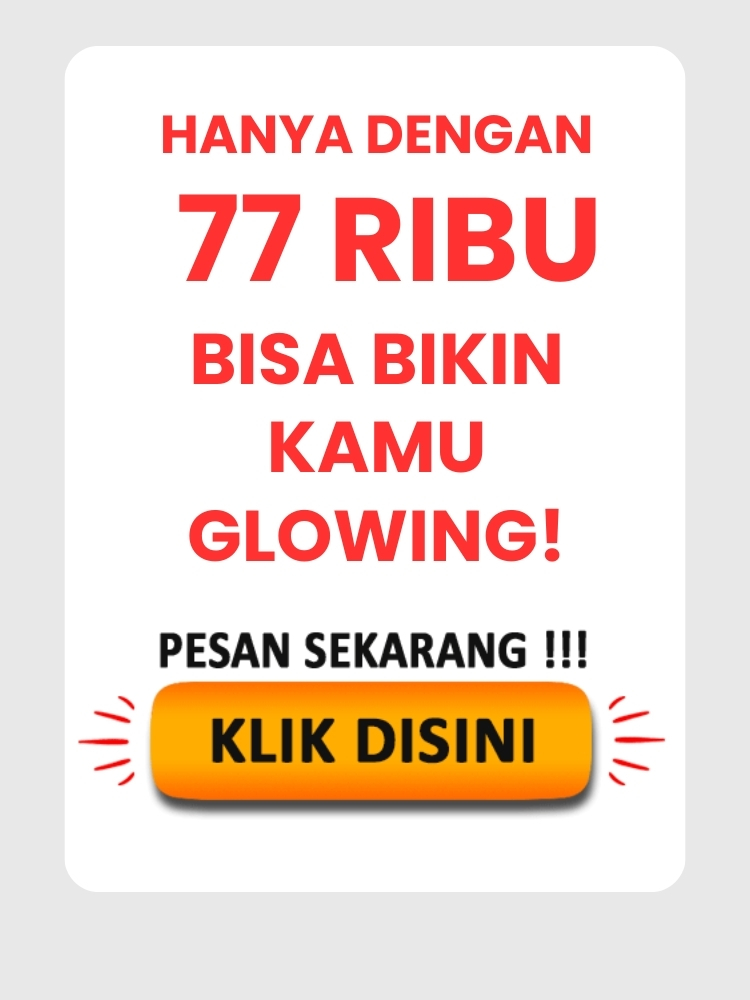 HANYA DENGAN
77 RIBU
BISA BIKIN
KAMU
GLOWING!
PESAN SEKARANG !!!
KLIK DISINI